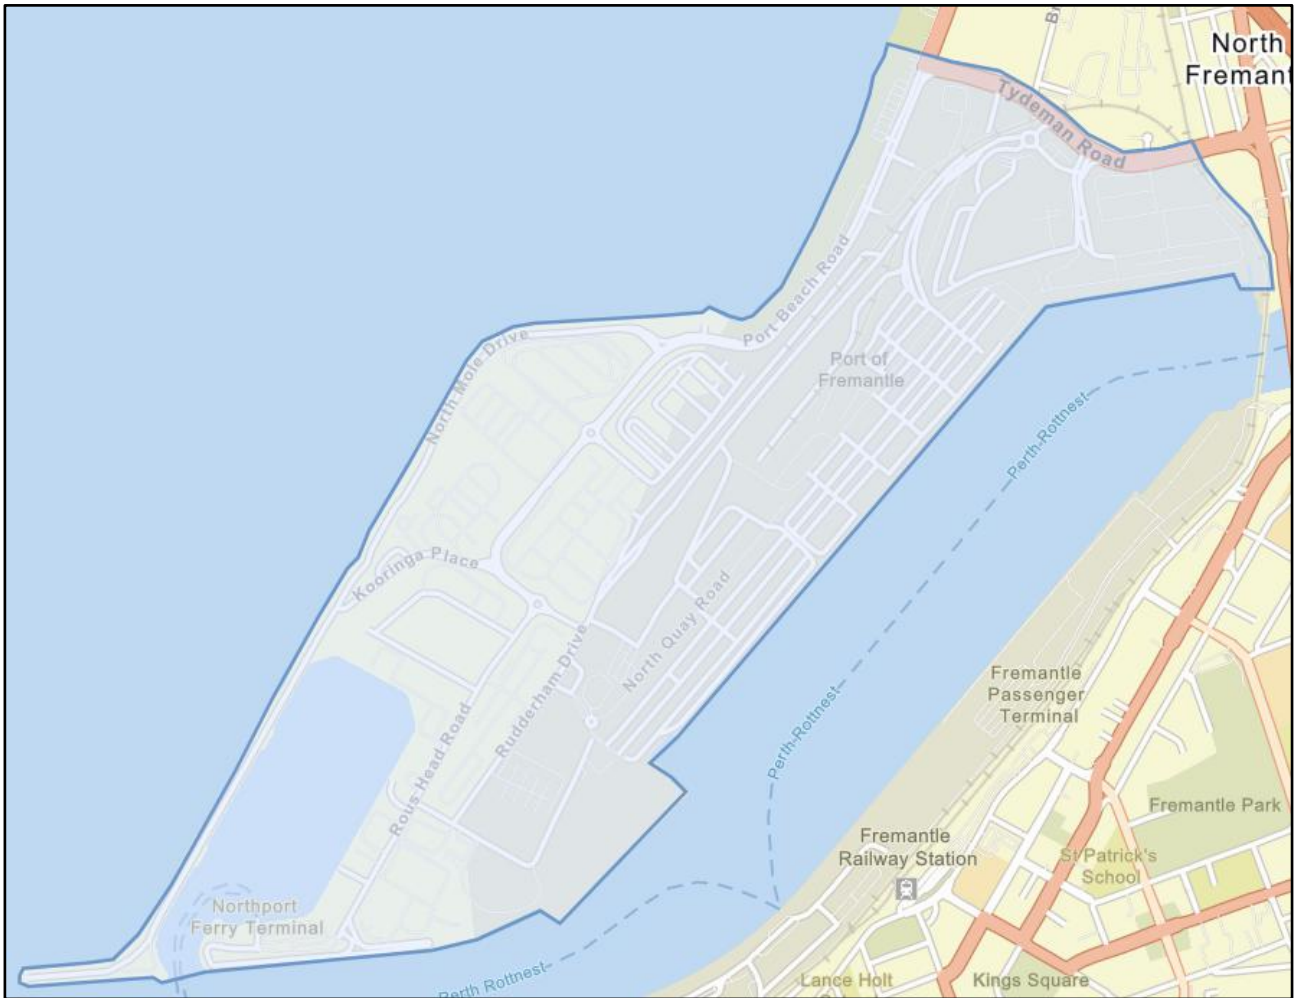 Br
North
Fremant
Tydeman Road
Port Beach Road
North Mole Drive
Port of
Fremantle
Perth-Rottnest
Kooringa Place
North Quay Road
Rudderham Drive
Rous Head Road
Perth-Rottnest
Fremantle
Passenger
Terminal
Fremantle Park
Fremantle
Railway Station
St Patrick's
School
Northport
Ferry Terminal
Perth Rottnest
Lance Holt
Kings Square